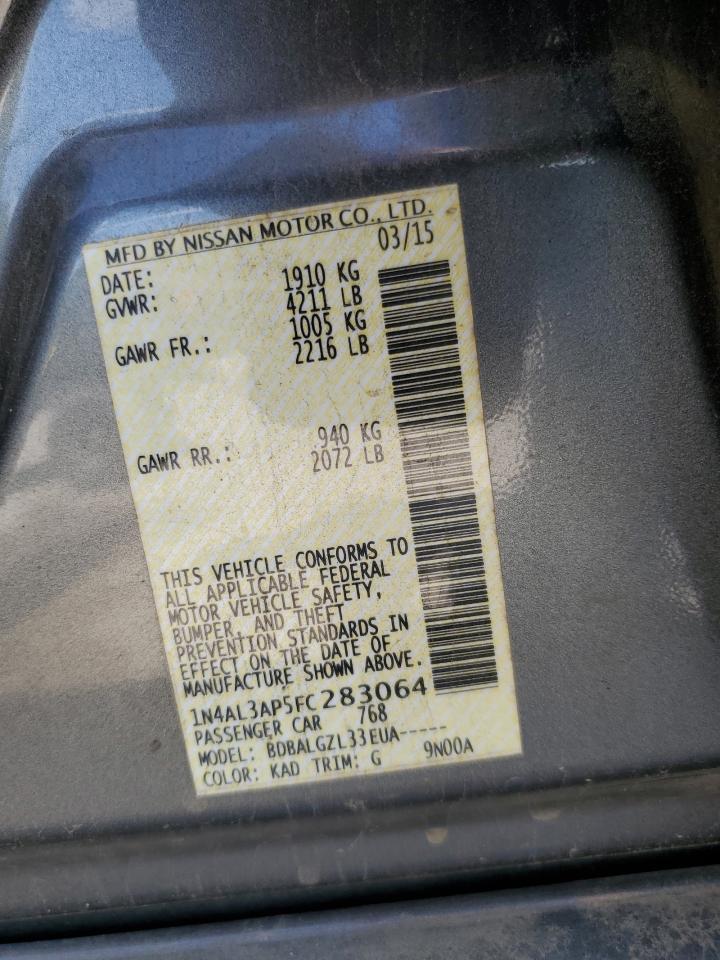 MFD BY NISSAN MOTOR CO., LTD.
DATE: 03/15
GVWR: 1910 KG
4211 LB
GAWR FR.: 1005 KG
2216 LB
GAWR RR.: 940 KG
2072 LB
THIS VEHICLE CONFORMS TO
ALL APPLICABLE FEDERAL
MOTOR VEHICLE SAFETY,
BUMPER, AND THEFT
PREVENTION STANDARDS IN
EFFECT ON THE DATE OF
MANUFACTURE SHOWN ABOVE.
1N4AL3AP5FC283064
PASSENGER CAR 768
MODEL: BDBALGZL33EUA-----
COLOR: KAD TRIM: G 9N00A